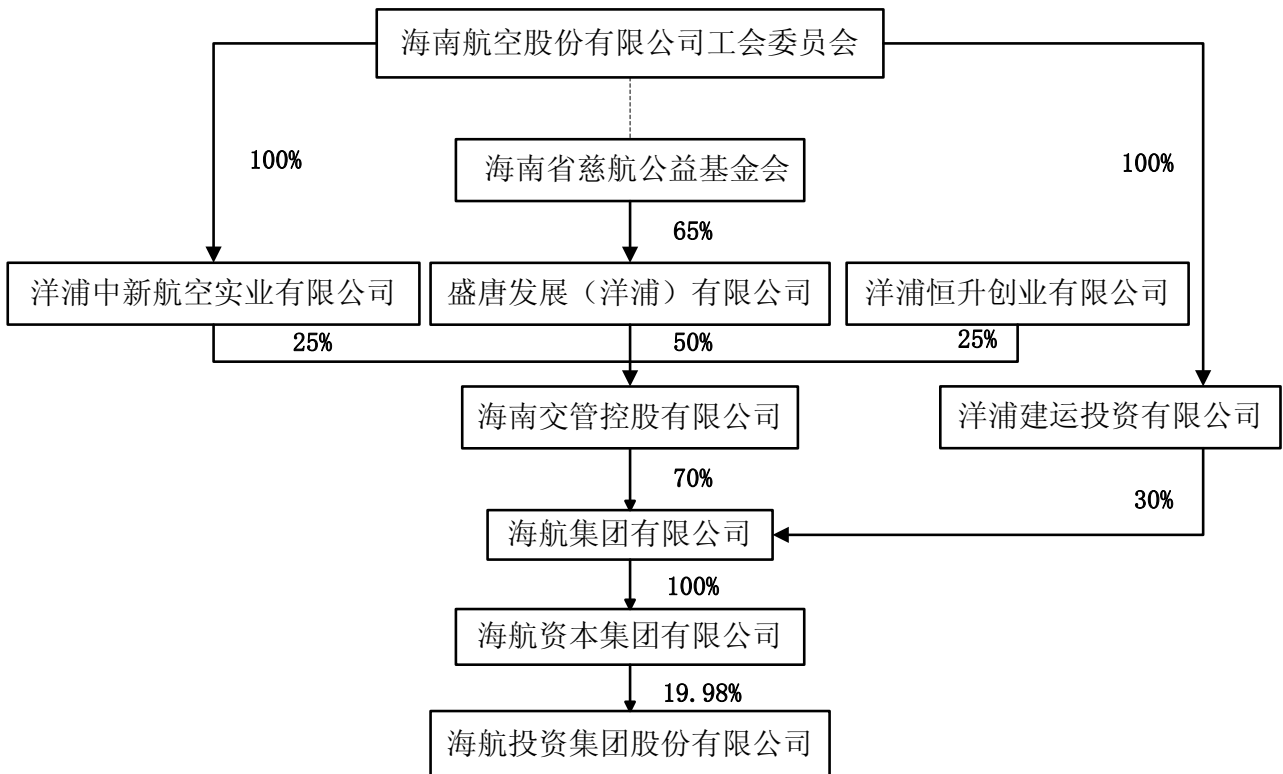 海南航空股份有限公司工会委员会
100%
海南省慈航公益基金会
100%
65%
洋浦中新航空实业有限公司
盛唐发展（洋浦）有限公司
洋浦恒升创业有限公司
25%
50%
25%
海南交管控股有限公司
洋浦建运投资有限公司
70%
30%
海航集团有限公司
100%
海航资本集团有限公司
19.98%
海航投资集团股份有限公司